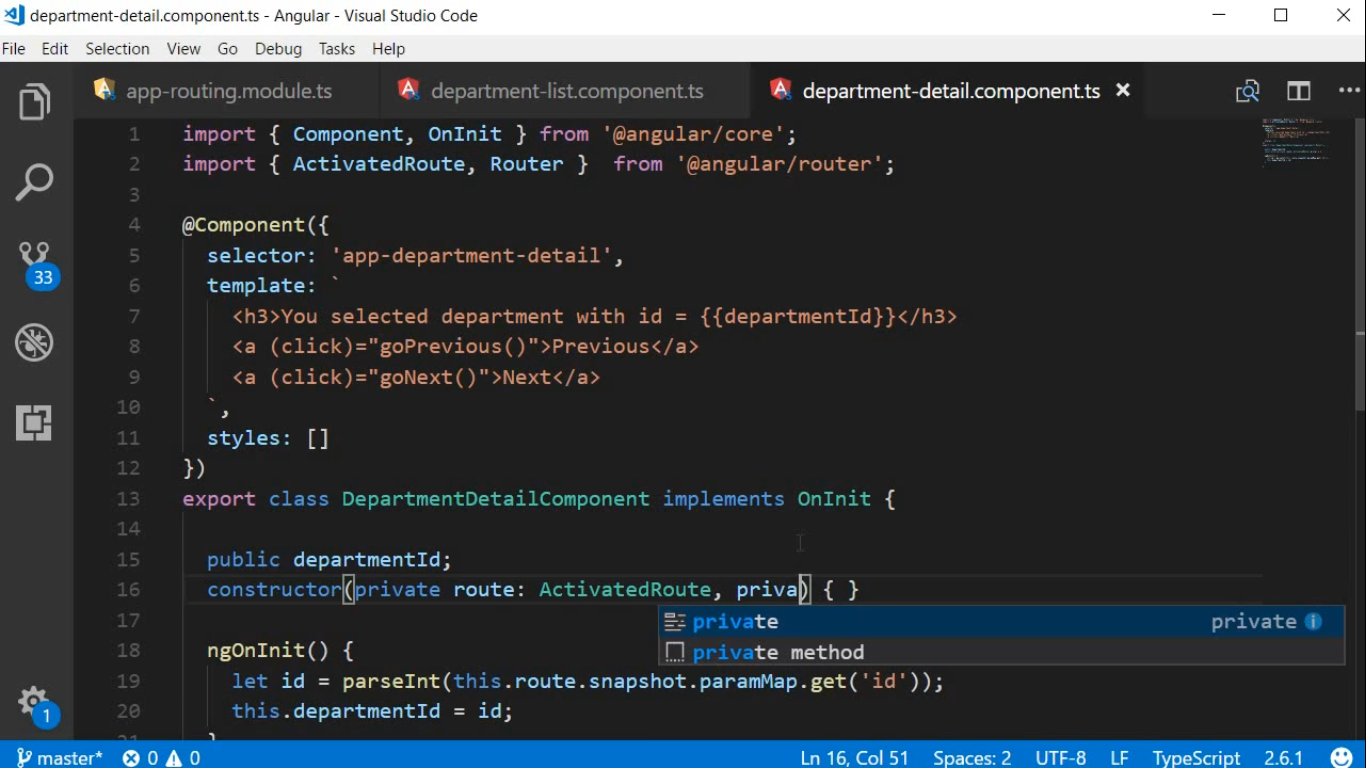 department-detail.component.ts - Angular - Visual Studio Code
File Edit Selection View Go Debug Tasks Help
app-routing.module.ts department-list.component.ts department-detail.component.ts
1 import { Component, OnInit } from '@angular/core';
2 import { ActivatedRoute, Router }  from '@angular/router';
3
4 @Component({
5   selector: 'app-department-detail',
6   template: `
7     <h3>You selected department with id = {{departmentId}}</h3>
8     <a (click)="goPrevious()">Previous</a>
9     <a (click)="goNext()">Next</a>
10   `,
11   styles: []
12 })
13 export class DepartmentDetailComponent implements OnInit {
14
15   public departmentId;
16   constructor(private route: ActivatedRoute, priva) { }
private private
private method
17
18   ngOnInit() {
19     let id = parseInt(this.route.snapshot.paramMap.get('id'));
20     this.departmentId = id;
33
1
master* 0 0 Ln 16, Col 51 Spaces: 2 UTF-8 LF TypeScript 2.6.1